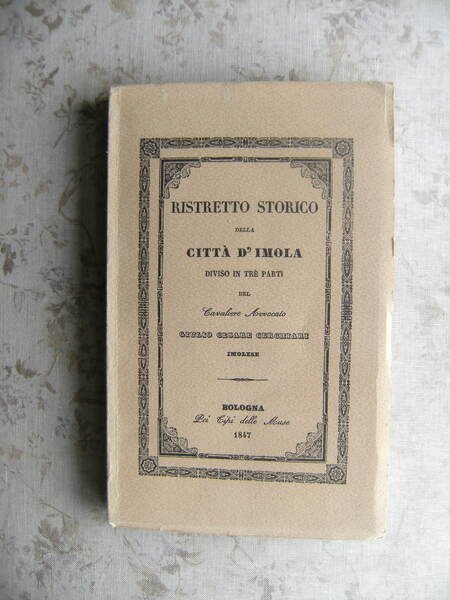 RISTRETTO STORICO
DELLA
CITTÀ D' IMOLA
DIVISO IN TRÈ PARTI
DEL
Cavaliere Avvocato
GIULIO CESARE CERCHIARI
IMOLESE
BOLOGNA
Pei Tipi delle Muse
1847